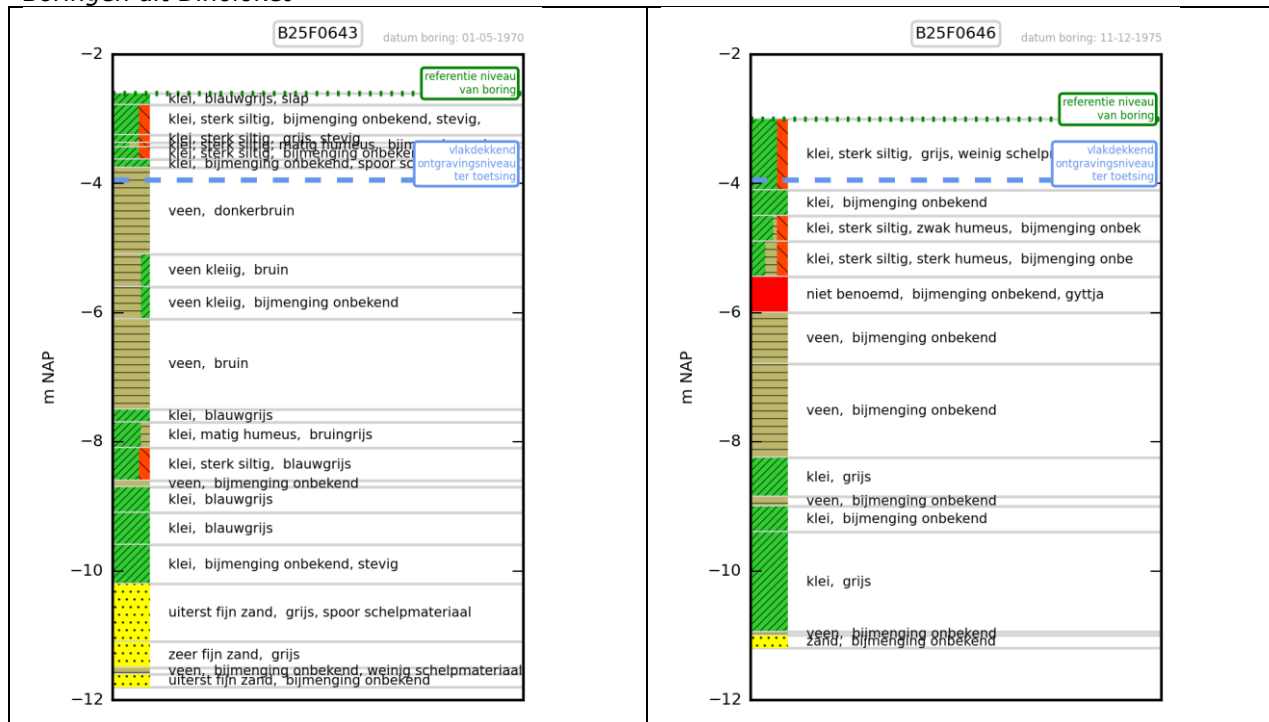 Boringen uit Dinoloket
B25F0643
datum boring: 01-05-1970
−2
referentie niveau
van boring
klei, blauwgrijs, slap
klei, sterk siltig, bijmenging onbekend, stevig,
klei, sterk siltig, grijs, stevig
klei, sterk siltig, matig humeus,
klei, sterk siltig, bijmenging onbekend
klei, bijmenging onbekend, spoor
vlakdekkend
ontgravingsniveau
ter toetsing
−4
veen, donkerbruin
veen kleiig, bruin
veen kleiig, bijmenging onbekend
−6
veen, bruin
m NAP
klei, blauwgrijs
−8
klei, matig humeus, bruingrijs
klei, sterk siltig, blauwgrijs
veen, bijmenging onbekend
klei, blauwgrijs
klei, blauwgrijs
klei, bijmenging onbekend, stevig
−10
uiterst fijn zand, grijs, spoor schelpmateriaal
zeer fijn zand, grijs
veen, bijmenging onbekend, weinig schelpmateriaal
uiterst fijn zand, bijmenging onbekend
−12
B25F0646
datum boring: 11-12-1975
−2
referentie niveau
van boring
klei, sterk siltig, grijs, weinig
vlakdekkend
ontgravingsniveau
ter toetsing
−4
klei, bijmenging onbekend
klei, sterk siltig, zwak humeus, bijmenging onbek
klei, sterk siltig, sterk humeus, bijmenging onbe
niet benoemd, bijmenging onbekend, gyttja
−6
veen, bijmenging onbekend
m NAP
veen, bijmenging onbekend
−8
klei, grijs
veen, bijmenging onbekend
klei, bijmenging onbekend
−10
klei, grijs
veen, bijmenging onbekend
zand, bijmenging onbekend
−12